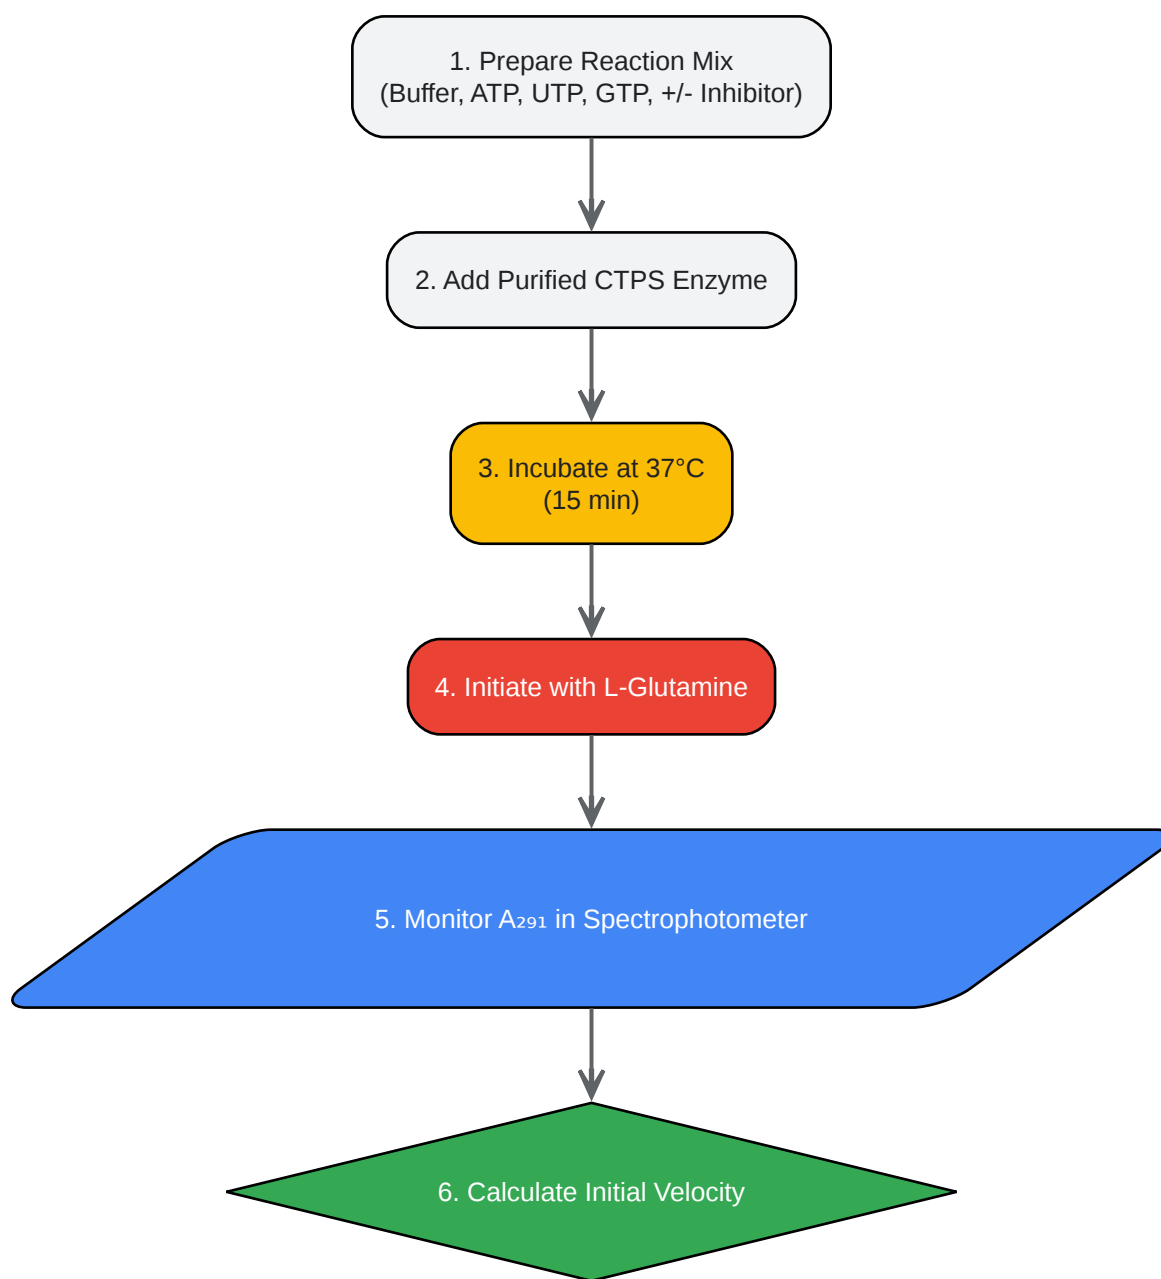 1. Prepare Reaction Mix
(Buffer, ATP, UTP, GTP, +/- Inhibitor)
2. Add Purified CTPS Enzyme
3. Incubate at 37°C
(15 min)
4. Initiate with L-Glutamine
5. Monitor A₂₉₁ in Spectrophotometer
6. Calculate Initial Velocity